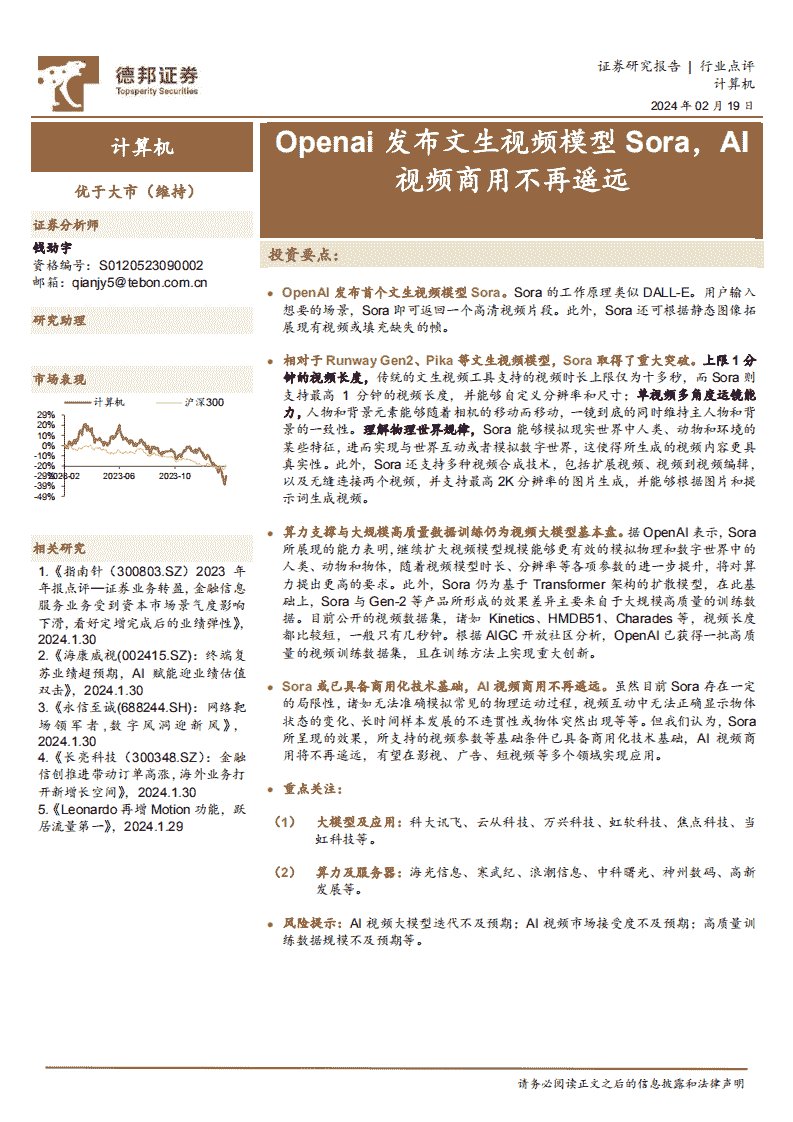 德邦证券
Topsperity Securities
证券研究报告 | 行业点评
计算机
2024 年 02 月 19 日
计算机
优于大市（维持）
证券分析师
钱劲宇
资格编号：S0120523090002
邮箱：qianjy5@tebon.com.cn
研究助理
市场表现
计算机 沪深300
29%
20%
10%
0%
-10%
-20%
-29%
-39%
-49%
2023-02 2023-06 2023-10
相关研究
1.《指南针（300803.SZ）2023 年
年报点评—证券业务转盈，金融信息
服务业务受到资本市场景气度影响
下滑，看好定增完成后的业绩弹性》，
2024.1.30
2.《海康威视(002415.SZ)：终端复
苏业绩超预期，AI 赋能迎业绩估值
双击》，2024.1.30
3.《永信至诚(688244.SH)：网络靶
场领军者,数字风洞迎新风》，
2024.1.30
4.《长亮科技（300348.SZ）：金融
信创推进带动订单高涨,海外业务打
开新增长空间》，2024.1.30
5.《Leonardo 再增 Motion 功能，跃
居流量第一》，2024.1.29
Openai 发布文生视频模型 Sora，AI
视频商用不再遥远
投资要点：
● OpenAI 发布首个文生视频模型 Sora。Sora 的工作原理类似 DALL-E。用户输入
想要的场景，Sora 即可返回一个高清视频片段。此外，Sora 还可根据静态图像拓
展现有视频或填充缺失的帧。
● 相对于 Runway Gen2、Pika 等文生视频模型，Sora 取得了重大突破。上限 1 分
钟的视频长度，传统的文生视频工具支持的视频时长上限仅为十多秒，而 Sora 则
支持最高 1 分钟的视频长度，并能够自定义分辨率和尺寸；单视频多角度运镜能
力，人物和背景元素能够随着相机的移动而移动，一镜到底的同时维持主人物和背
景的一致性。理解物理世界规律，Sora 能够模拟现实世界中人类、动物和环境的
某些特征，进而实现与世界互动或者模拟数字世界，这使得所生成的视频内容更具
真实性。此外，Sora 还支持多种视频合成技术，包括扩展视频、视频到视频编辑，
以及无缝连接两个视频，并支持最高 2K 分辨率的图片生成，并能够根据图片和提
示词生成视频。
● 算力支撑与大规模高质量数据训练仍为视频大模型基本盘。据 OpenAI 表示，Sora
所展现的能力表明,继续扩大视频模型规模能够更有效的模拟物理和数字世界中的
人类、动物和物体，随着视频模型时长、分辨率等各项参数的进一步提升，将对算
力提出更高的要求。此外，Sora 仍为基于 Transformer 架构的扩散模型，在此基
础上，Sora 与 Gen-2 等产品所形成的效果差异主要来自于大规模高质量的训练数
据。目前公开的视频数据集，诸如 Kinetics、HMDB51、Charades 等，视频长度
都比较短，一般只有几秒钟。根据 AIGC 开放社区分析，OpenAI 已获得一批高质
量的视频训练数据集，且在训练方法上实现重大创新。
● Sora 或已具备商用化技术基础，AI 视频商用不再遥远。虽然目前 Sora 存在一定
的局限性，诸如无法准确模拟常见的物理运动过程，视频互动中无法正确显示物体
状态的变化、长时间样本发展的不连贯性或物体突然出现等等。但我们认为，Sora
所呈现的效果，所支持的视频参数等基础条件已具备商用化技术基础，AI 视频商
用将不再遥远，有望在影视、广告、短视频等多个领域实现应用。
● 重点关注：
（1） 大模型及应用：科大讯飞、云从科技、万兴科技、虹软科技、焦点科技、当
虹科技等。
（2） 算力及服务器：海光信息、寒武纪、浪潮信息、中科曙光、神州数码、高新
发展等。
● 风险提示：AI 视频大模型迭代不及预期；AI 视频市场接受度不及预期；高质量训
练数据规模不及预期等。
请务必阅读正文之后的信息披露和法律声明